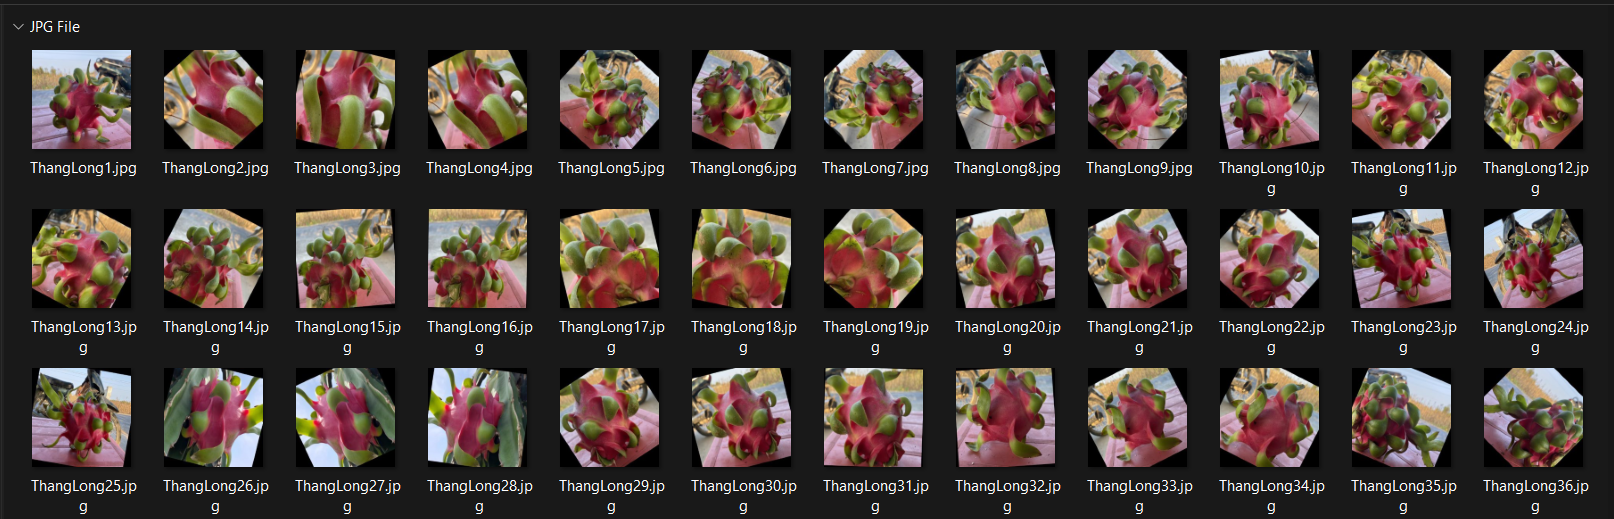 JPG File
ThangLong1.jpg
ThangLong2.jpg
ThangLong3.jpg
ThangLong4.jpg
ThangLong5.jpg
ThangLong6.jpg
ThangLong7.jpg
ThangLong8.jpg
ThangLong9.jpg
ThangLong10.jp
g
ThangLong11.jp
g
ThangLong12.jp
g
ThangLong13.jp
g
ThangLong14.jp
g
ThangLong15.jp
g
ThangLong16.jp
g
ThangLong17.jp
g
ThangLong18.jp
g
ThangLong19.jp
g
ThangLong20.jp
g
ThangLong21.jp
g
ThangLong22.jp
g
ThangLong23.jp
g
ThangLong24.jp
g
ThangLong25.jp
g
ThangLong26.jp
g
ThangLong27.jp
g
ThangLong28.jp
g
ThangLong29.jp
g
ThangLong30.jp
g
ThangLong31.jp
g
ThangLong32.jp
g
ThangLong33.jp
g
ThangLong34.jp
g
ThangLong35.jp
g
ThangLong36.jp
g